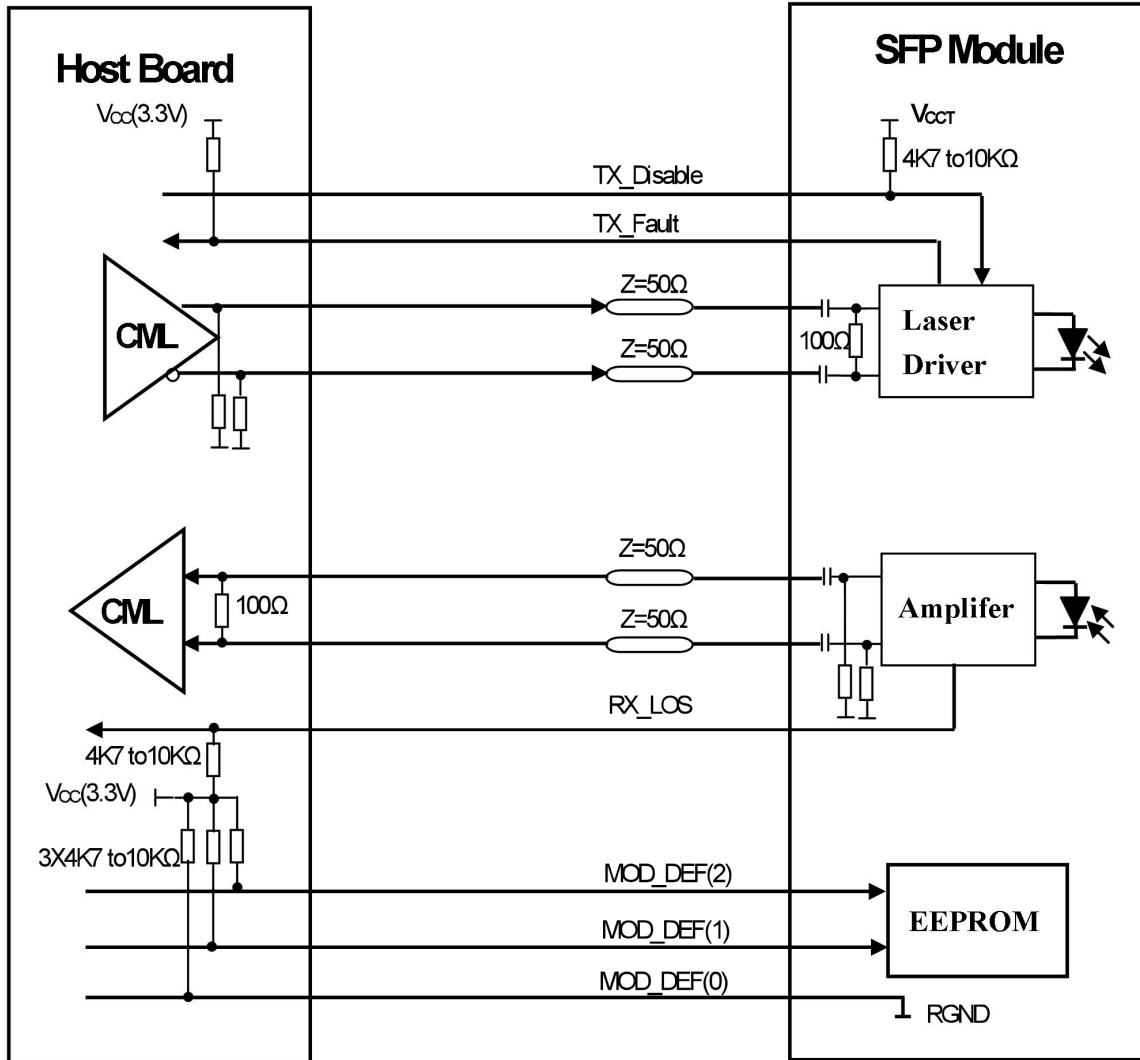 Host Board
SFP Module
VCC(3.3V)
VCCT
4K7 to10KΩ
TX_Disable
TX_Fault
Z=50Ω
CML
100Ω
Laser
Driver
Z=50Ω
Z=50Ω
CML
100Ω
Amplifer
Z=50Ω
RX_LOS
4K7 to10KΩ
VCC(3.3V)
3X4K7 to10KΩ
MOD_DEF(2)
EEPROM
MOD_DEF(1)
MOD_DEF(0)
RGND